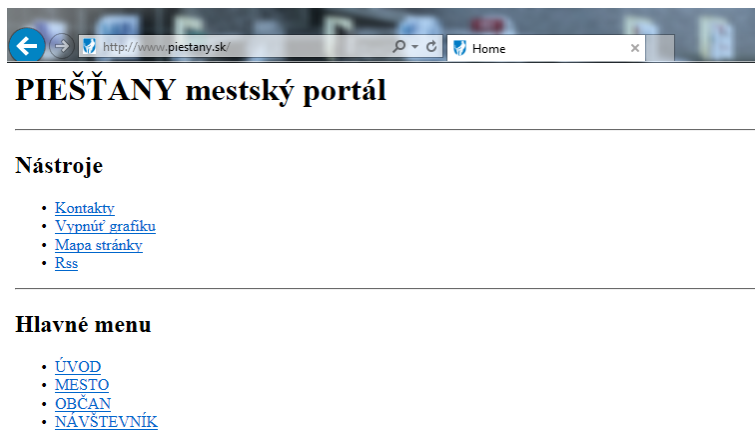 http://www.piestany.sk/
Home
PIEŠŤANY mestský portál
Nástroje
Kontakty
Vypnúť grafiku
Mapa stránky
Rss
Hlavné menu
ÚVOD
MESTO
OBČAN
NÁVŠTEVNÍK